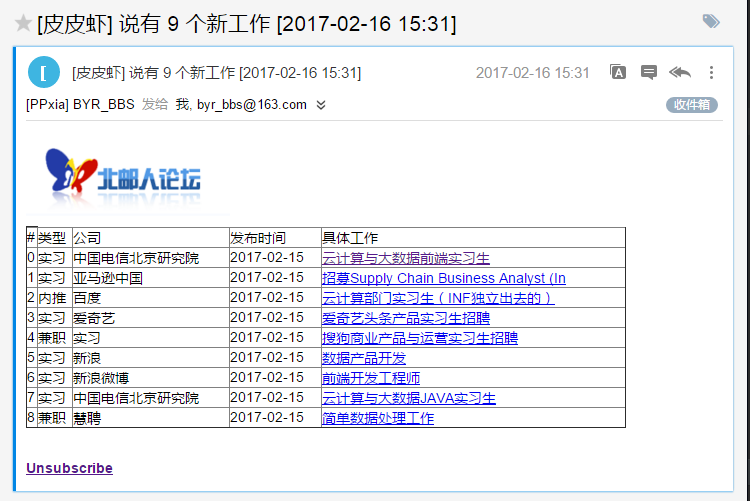 [皮皮虾] 说有 9 个新工作 [2017-02-16 15:31]
[ [皮皮虾] 说有 9 个新工作 [2017-02-16 15:31] 2017-02-16 15:31 A
[PPxia] BYR_BBS 发给 我, byr_bbs@163.com 收件箱
北邮人论坛
# 类型 公司 发布时间 具体工作
0 实习 中国电信北京研究院 2017-02-15 云计算与大数据前端实习生
1 实习 亚马逊中国 2017-02-15 招募Supply Chain Business Analyst (In
2 内推 百度 2017-02-15 云计算部门实习生（INF独立出去的）
3 实习 爱奇艺 2017-02-15 爱奇艺头条产品实习生招聘
4 兼职 实习 2017-02-15 搜狗商业产品与运营实习生招聘
5 实习 新浪 2017-02-15 数据产品开发
6 实习 新浪微博 2017-02-15 前端开发工程师
7 实习 中国电信北京研究院 2017-02-15 云计算与大数据JAVA实习生
8 兼职 慧聘 2017-02-15 简单数据处理工作
Unsubscribe